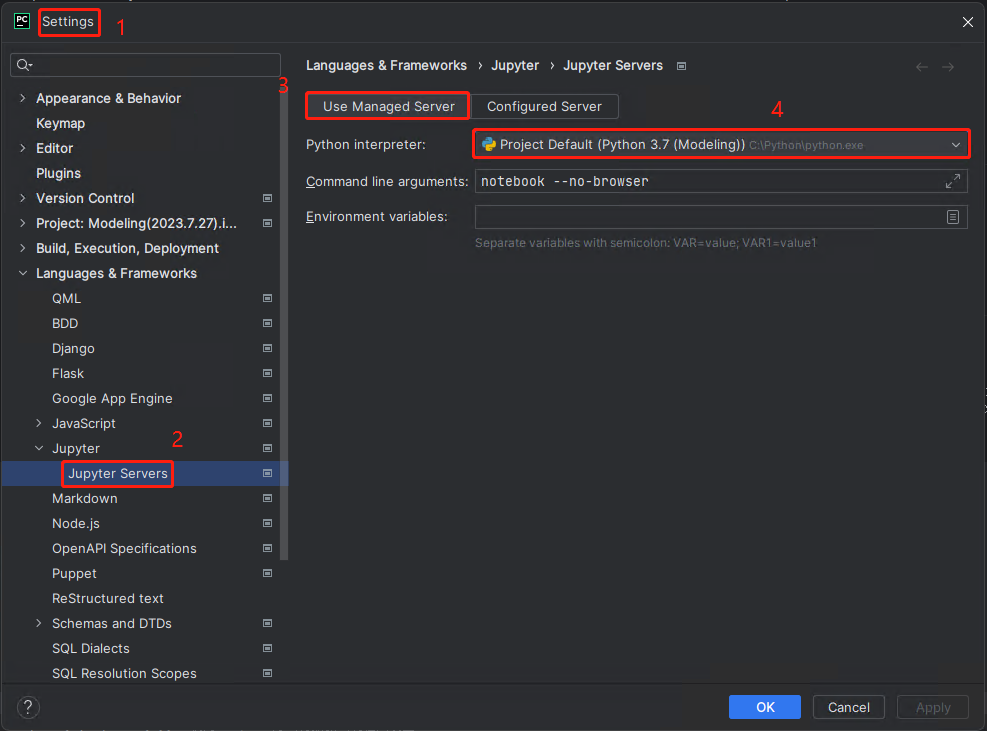 PC
Settings 1
3
Appearance & Behavior
Keymap
Editor
Plugins
Version Control
Project: Modeling(2023.7.27).i...
Build, Execution, Deployment
Languages & Frameworks
QML
BDD
Django
Flask
Google App Engine
JavaScript
Jupyter 2
Jupyter Servers
Markdown
Node.js
OpenAPI Specifications
Puppet
ReStructured text
Schemas and DTDs
SQL Dialects
SQL Resolution Scopes
Languages & Frameworks › Jupyter › Jupyter Servers
Use Managed Server Configured Server 4
Python interpreter: Project Default (Python 3.7 (Modeling)) C:\Python\python.exe
Command line arguments: notebook --no-browser
Environment variables:
Separate variables with semicolon: VAR=value; VAR1=value1
? OK Cancel Apply